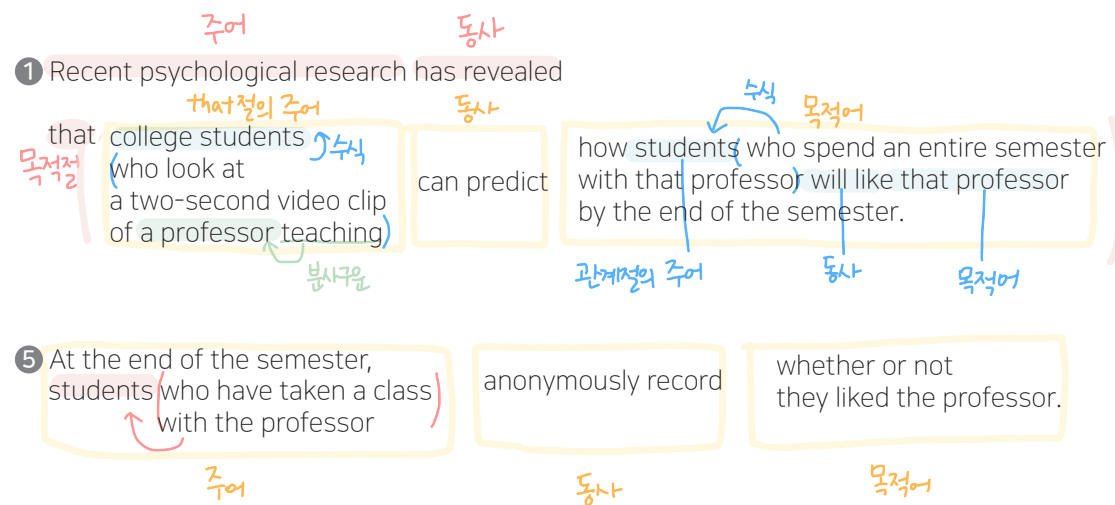 주어 동사
1 Recent psychological research has revealed
that절의 주어 동사 수식 목적어
that college students 수식
목적절
(who look at
a two-second video clip
of a professor teaching)
분사구문
can predict
how students (who spend an entire semester
with that professor) will like that professor
by the end of the semester.
관계절의 주어 동사 목적어
5 At the end of the semester,
students (who have taken a class
with the professor)
anonymously record
whether or not
they liked the professor.
주어 동사 목적어